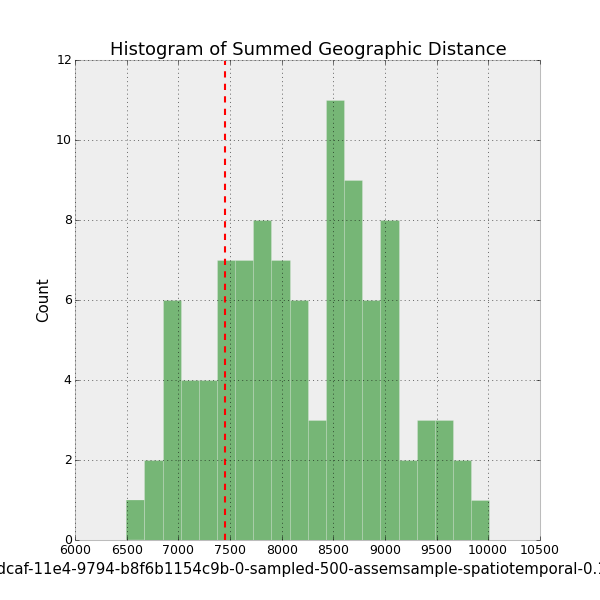 Histogram of Summed Geographic Distance
12
10
8
6
4
2
0
Count
6000 6500 7000 7500 8000 8500 9000 9500 10000 10500
dcaf-11e4-9794-b8f6b1154c9b-0-sampled-500-assemsample-spatiotemporal-0.1